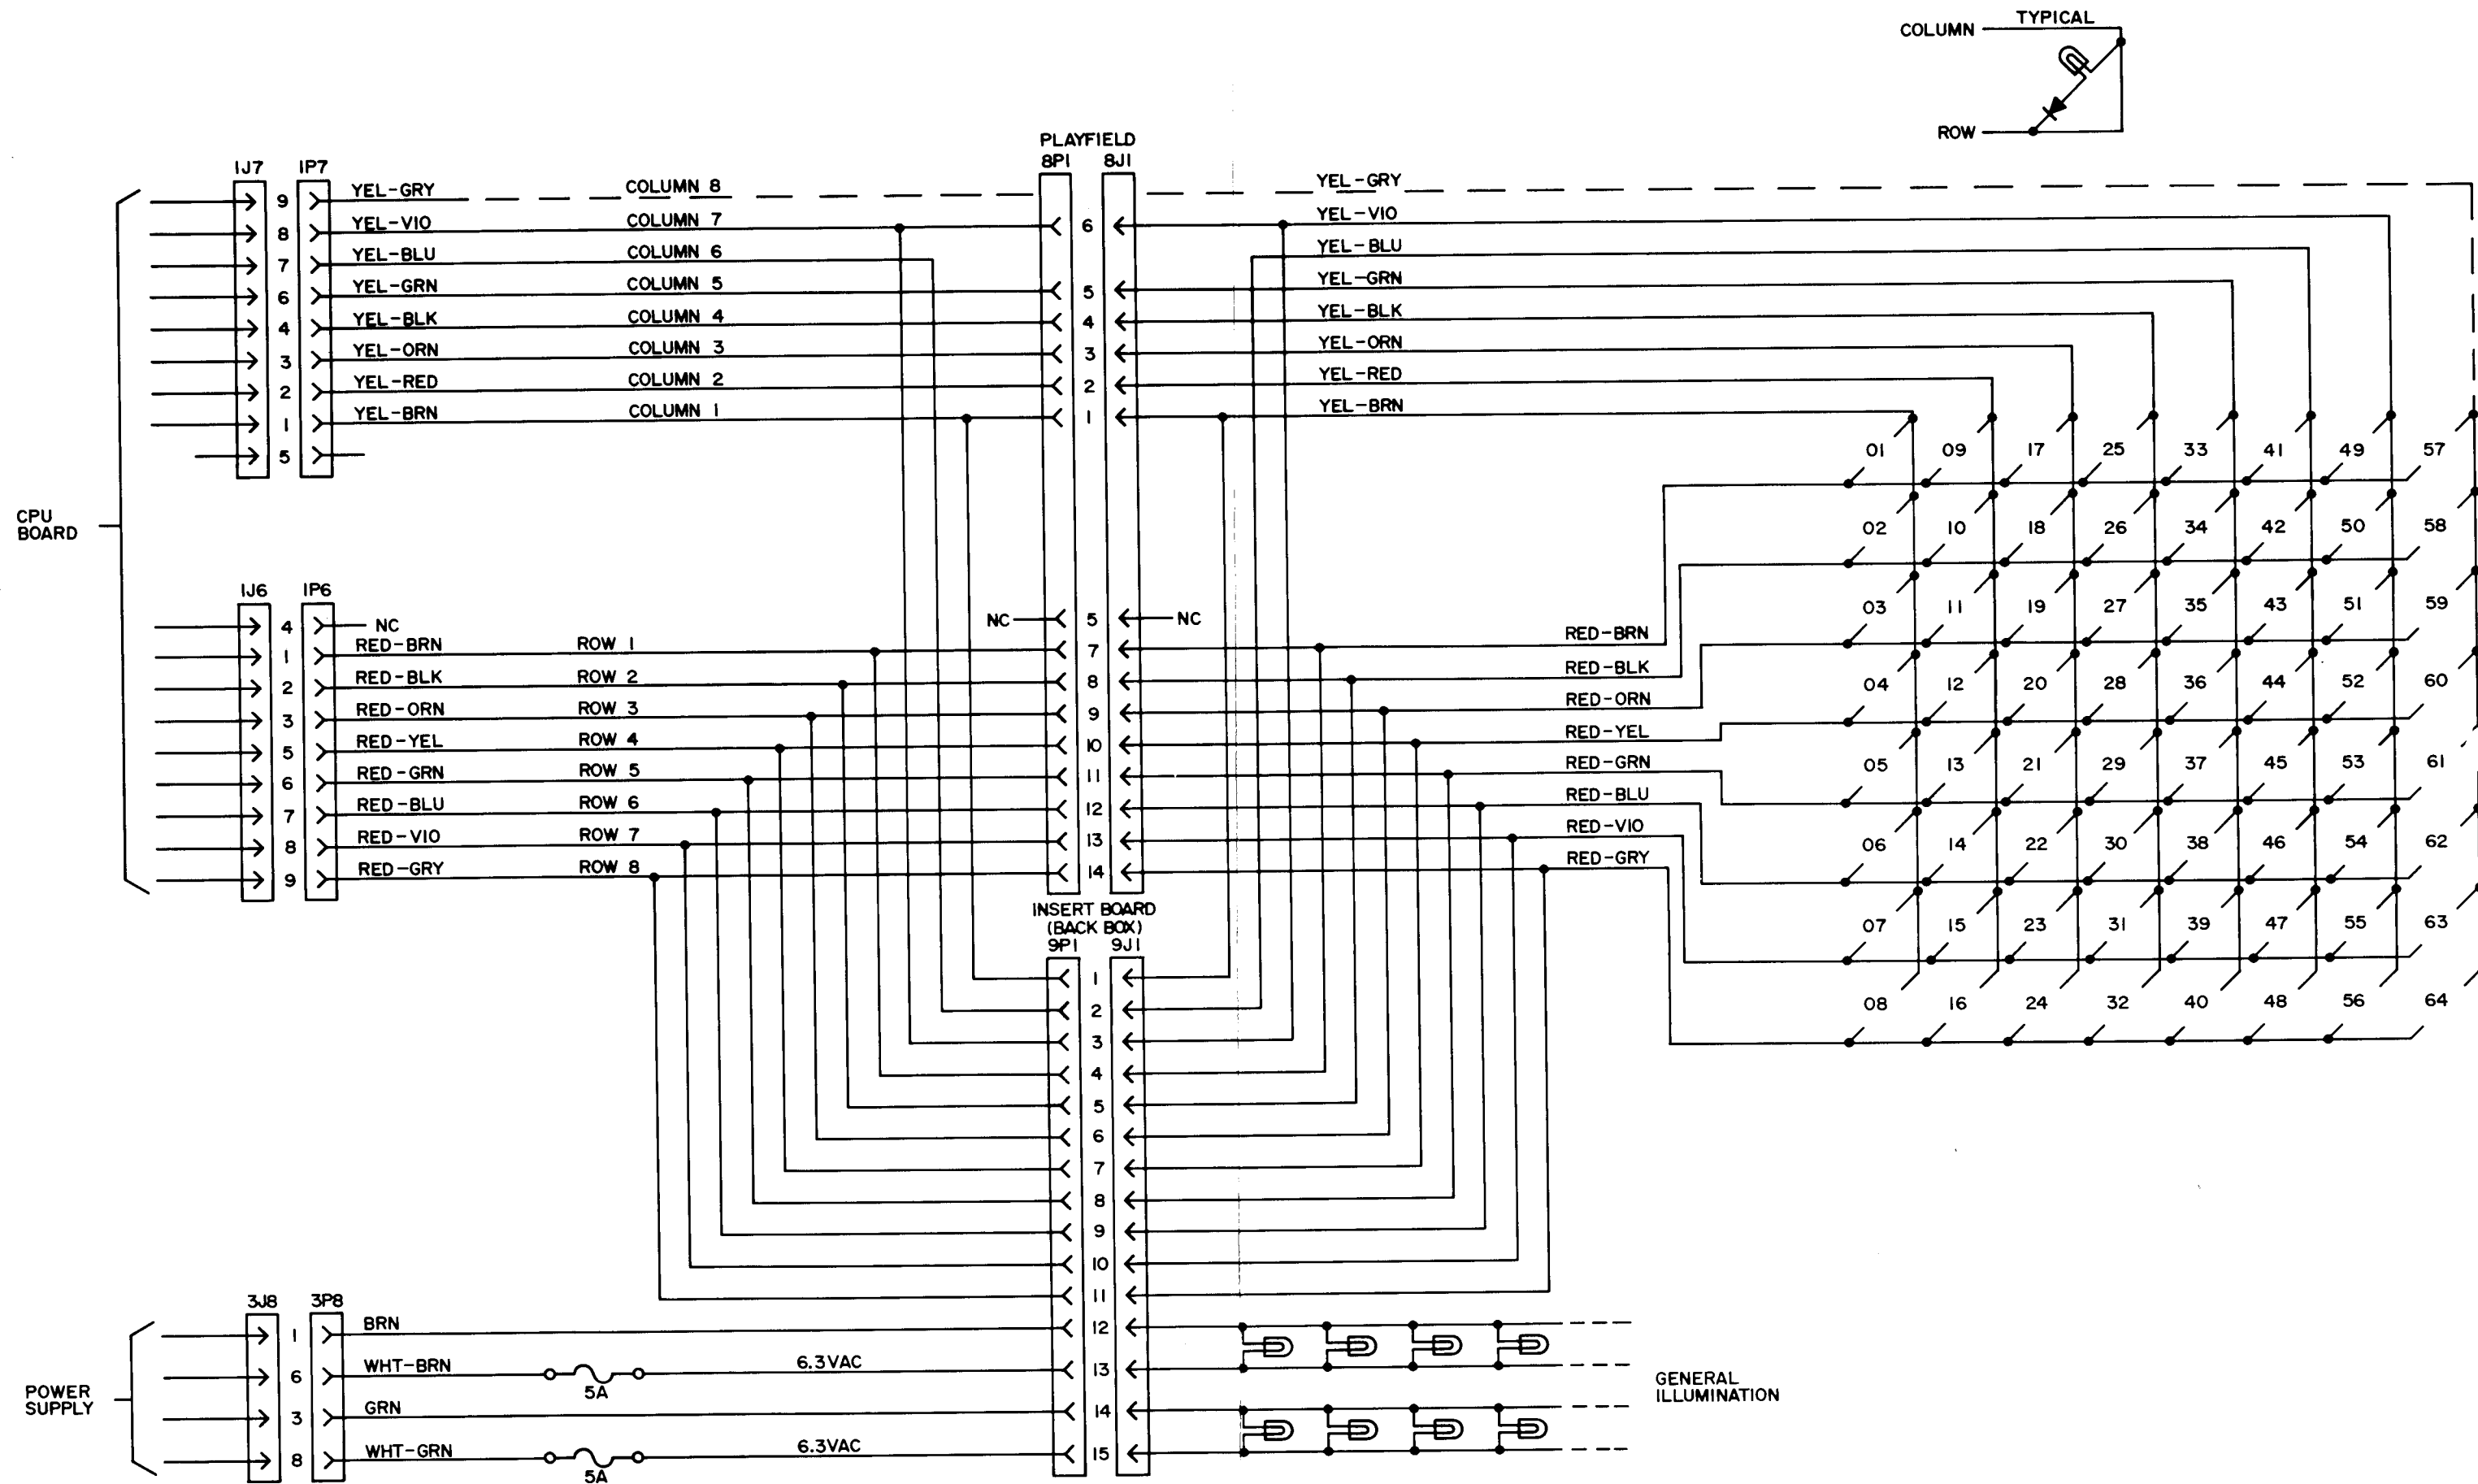 TYPICAL
COLUMN
ROW
PLAYFIELD
1J7 1P7 8P1 8J1
9 YEL-GRY COLUMN 8 YEL-GRY
8 YEL-VIO COLUMN 7 6 YEL-VIO
7 YEL-BLU COLUMN 6 YEL-BLU
6 YEL-GRN COLUMN 5 5 YEL-GRN
4 YEL-BLK COLUMN 4 4 YEL-BLK
3 YEL-ORN COLUMN 3 3 YEL-ORN
2 YEL-RED COLUMN 2 2 YEL-RED
1 YEL-BRN COLUMN 1 1 YEL-BRN
5
01 09 17 25 33 41 49 57
02 10 18 26 34 42 50 58
03 11 19 27 35 43 51 59
04 12 20 28 36 44 52 60
05 13 21 29 37 45 53 61
06 14 22 30 38 46 54 62
07 15 23 31 39 47 55 63
08 16 24 32 40 48 56 64
CPU
BOARD
1J6 1P6
4 NC NC 5 NC
1 RED-BRN ROW 1 7 RED-BRN
2 RED-BLK ROW 2 8 RED-BLK
3 RED-ORN ROW 3 9 RED-ORN
5 RED-YEL ROW 4 10 RED-YEL
6 RED-GRN ROW 5 11 RED-GRN
7 RED-BLU ROW 6 12 RED-BLU
8 RED-VIO ROW 7 13 RED-VIO
9 RED-GRY ROW 8 14 RED-GRY
INSERT BOARD
(BACK BOX)
9P1 9J1
1
2
3
4
5
6
7
8
9
10
11
3J8 3P8
1 BRN 12
6 WHT-BRN 5A 6.3VAC 13
3 GRN 14
8 WHT-GRN 5A 6.3VAC 15
POWER
SUPPLY
GENERAL
ILLUMINATION